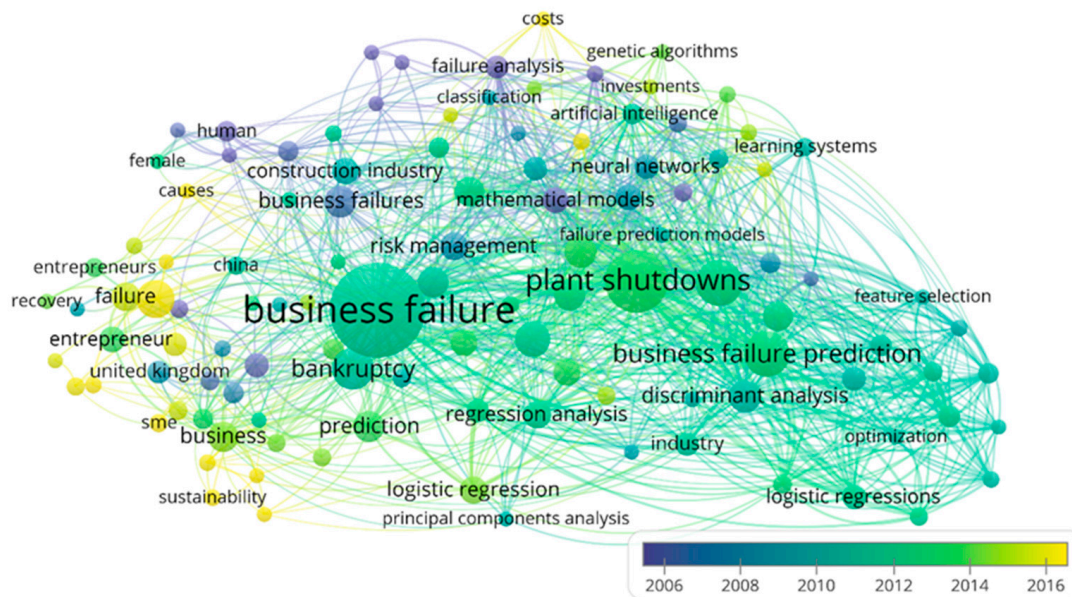 costs
genetic algorithms
failure analysis
investments
classification
artificial intelligence
human
learning systems
female
construction industry
neural networks
causes
business failures
mathematical models
risk management
failure prediction models
entrepreneurs
china
plant shutdowns
recovery
failure
business failure
feature selection
entrepreneur
business failure prediction
united kingdom
bankruptcy
discriminant analysis
sme
business
prediction
regression analysis
industry
optimization
sustainability
logistic regression
logistic regressions
principal components analysis
2006 2008 2010 2012 2014 2016